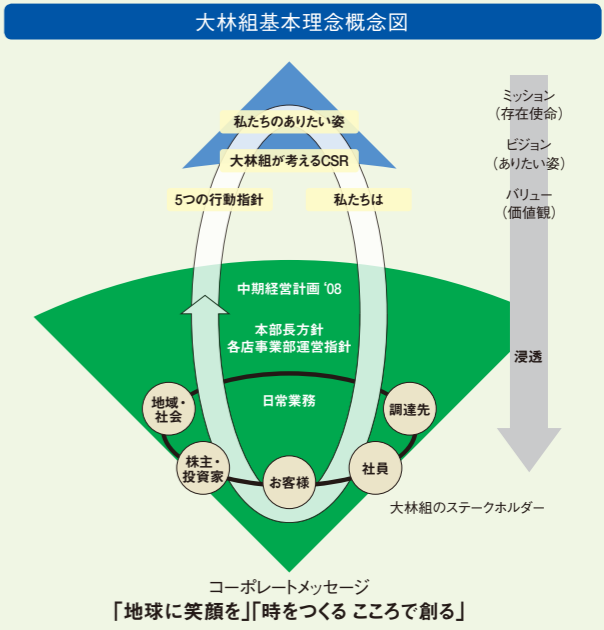 大林組基本理念概念図
私たちのありたい姿
大林組が考えるCSR
5つの行動指針
私たちは
ミッション
（存在使命）
ビジョン
（ありたい姿）
バリュー
（価値観）
浸透
中期経営計画 '08
本部長方針
各店事業部運営指針
日常業務
地域・
社会
調達先
株主・
投資家
お客様
社員
大林組のステークホルダー
コーポレートメッセージ
「地球に笑顔を」「時をつくる こころで創る」